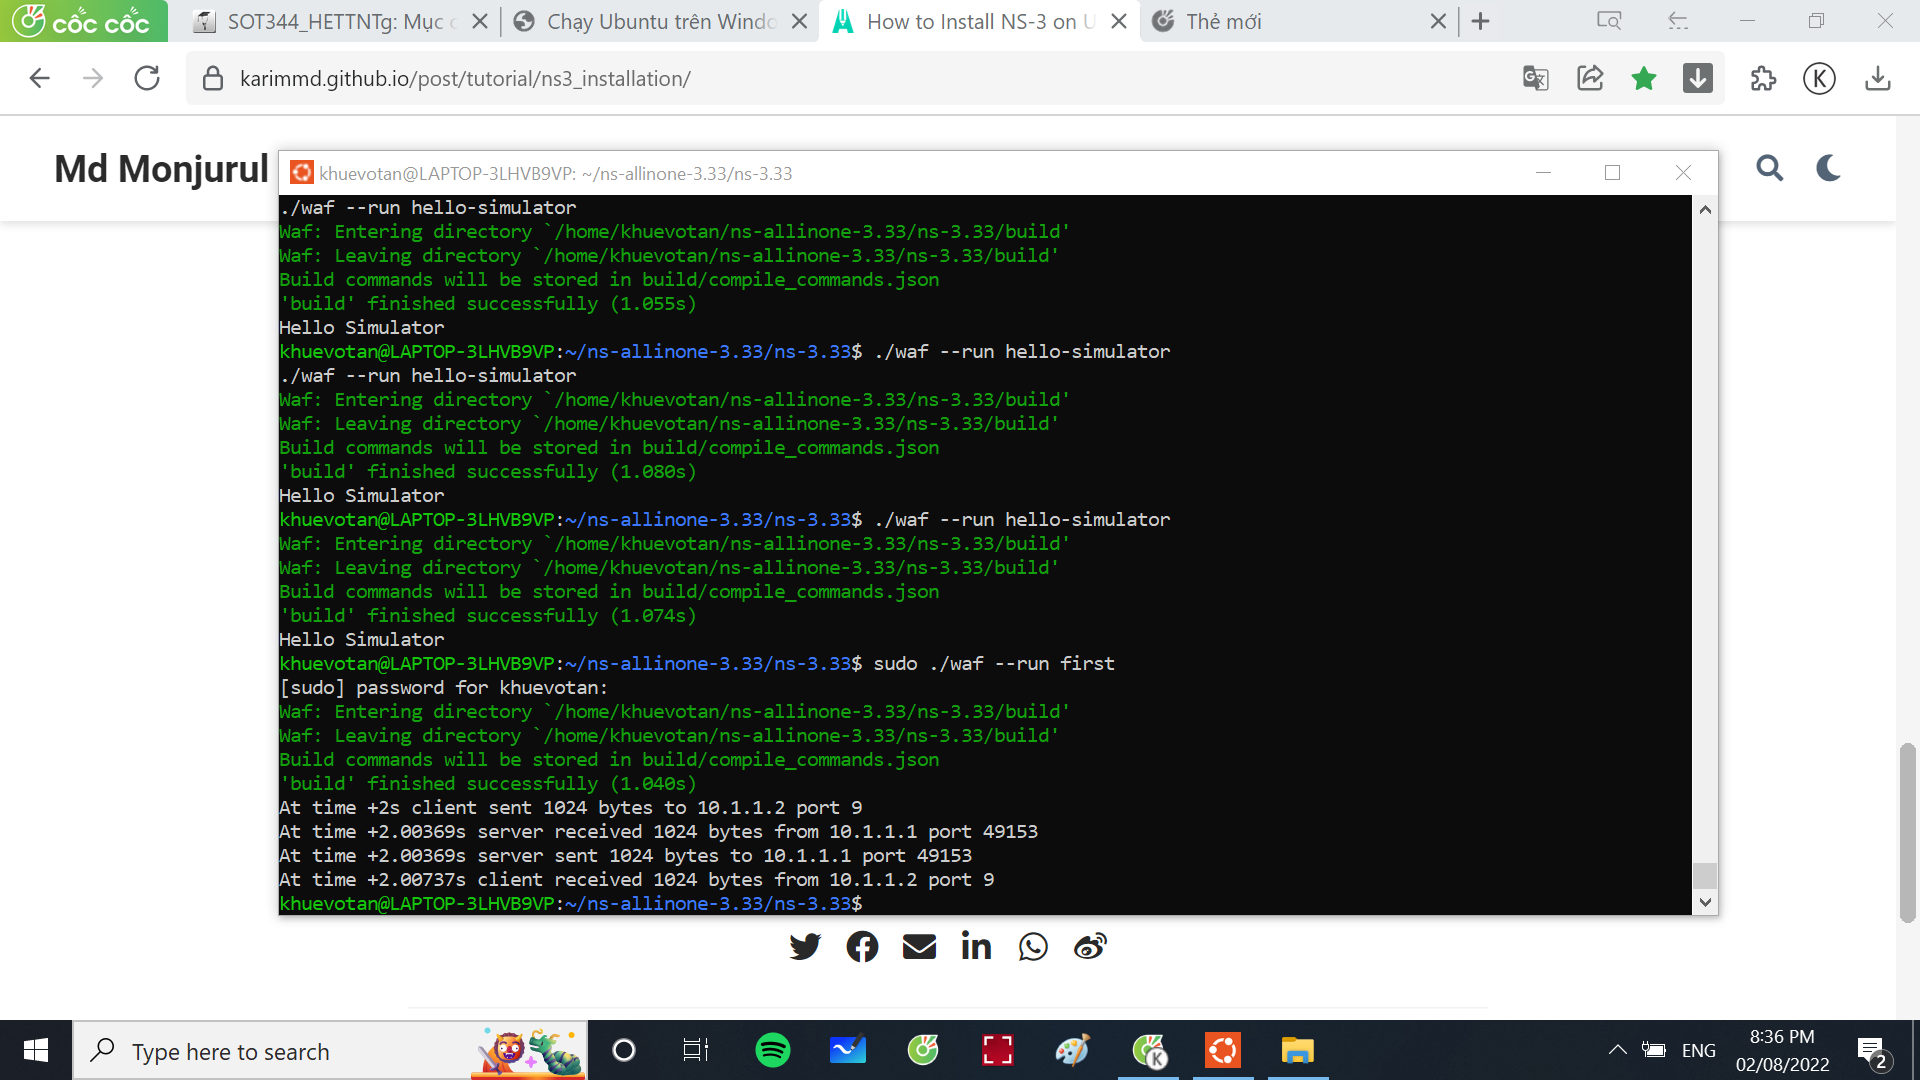 cốc cốc
SOT344_HETTNTg: Mục
Chạy Ubuntu trên Windo
How to Install NS-3 on U
Thẻ mới
karimmd.github.io/post/tutorial/ns3_installation/
K
Md Monjurul
khuevotan@LAPTOP-3LHVB9VP: ~/ns-allinone-3.33/ns-3.33
./waf --run hello-simulator
Waf: Entering directory `/home/khuevotan/ns-allinone-3.33/ns-3.33/build'
Waf: Leaving directory `/home/khuevotan/ns-allinone-3.33/ns-3.33/build'
Build commands will be stored in build/compile_commands.json
'build' finished successfully (1.055s)
Hello Simulator
khuevotan@LAPTOP-3LHVB9VP:~/ns-allinone-3.33/ns-3.33$ ./waf --run hello-simulator
./waf --run hello-simulator
Waf: Entering directory `/home/khuevotan/ns-allinone-3.33/ns-3.33/build'
Waf: Leaving directory `/home/khuevotan/ns-allinone-3.33/ns-3.33/build'
Build commands will be stored in build/compile_commands.json
'build' finished successfully (1.080s)
Hello Simulator
khuevotan@LAPTOP-3LHVB9VP:~/ns-allinone-3.33/ns-3.33$ ./waf --run hello-simulator
Waf: Entering directory `/home/khuevotan/ns-allinone-3.33/ns-3.33/build'
Waf: Leaving directory `/home/khuevotan/ns-allinone-3.33/ns-3.33/build'
Build commands will be stored in build/compile_commands.json
'build' finished successfully (1.074s)
Hello Simulator
khuevotan@LAPTOP-3LHVB9VP:~/ns-allinone-3.33/ns-3.33$ sudo ./waf --run first
[sudo] password for khuevotan:
Waf: Entering directory `/home/khuevotan/ns-allinone-3.33/ns-3.33/build'
Waf: Leaving directory `/home/khuevotan/ns-allinone-3.33/ns-3.33/build'
Build commands will be stored in build/compile_commands.json
'build' finished successfully (1.040s)
At time +2s client sent 1024 bytes to 10.1.1.2 port 9
At time +2.00369s server received 1024 bytes from 10.1.1.1 port 49153
At time +2.00369s server sent 1024 bytes to 10.1.1.1 port 49153
At time +2.00737s client received 1024 bytes from 10.1.1.2 port 9
khuevotan@LAPTOP-3LHVB9VP:~/ns-allinone-3.33/ns-3.33$
Type here to search
K
ENG
8:36 PM
02/08/2022
2